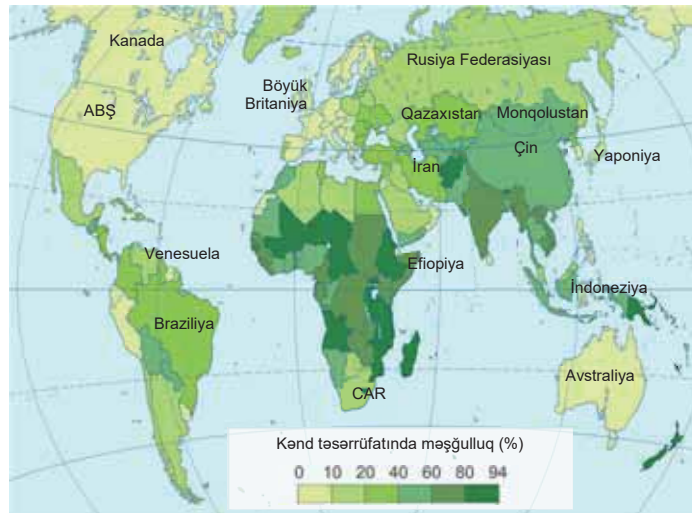 Kanada
Rusiya Federasiyası
Böyük
Britaniya
ABŞ
Qazaxıstan
Monqolustan
Çin
Yaponiya
İran
Venesuela
Efiopiya
İndoneziya
Braziliya
Avstraliya
CAR
Kənd təsərrüfatında məşğulluq (%)
0 10 20 40 60 80 94